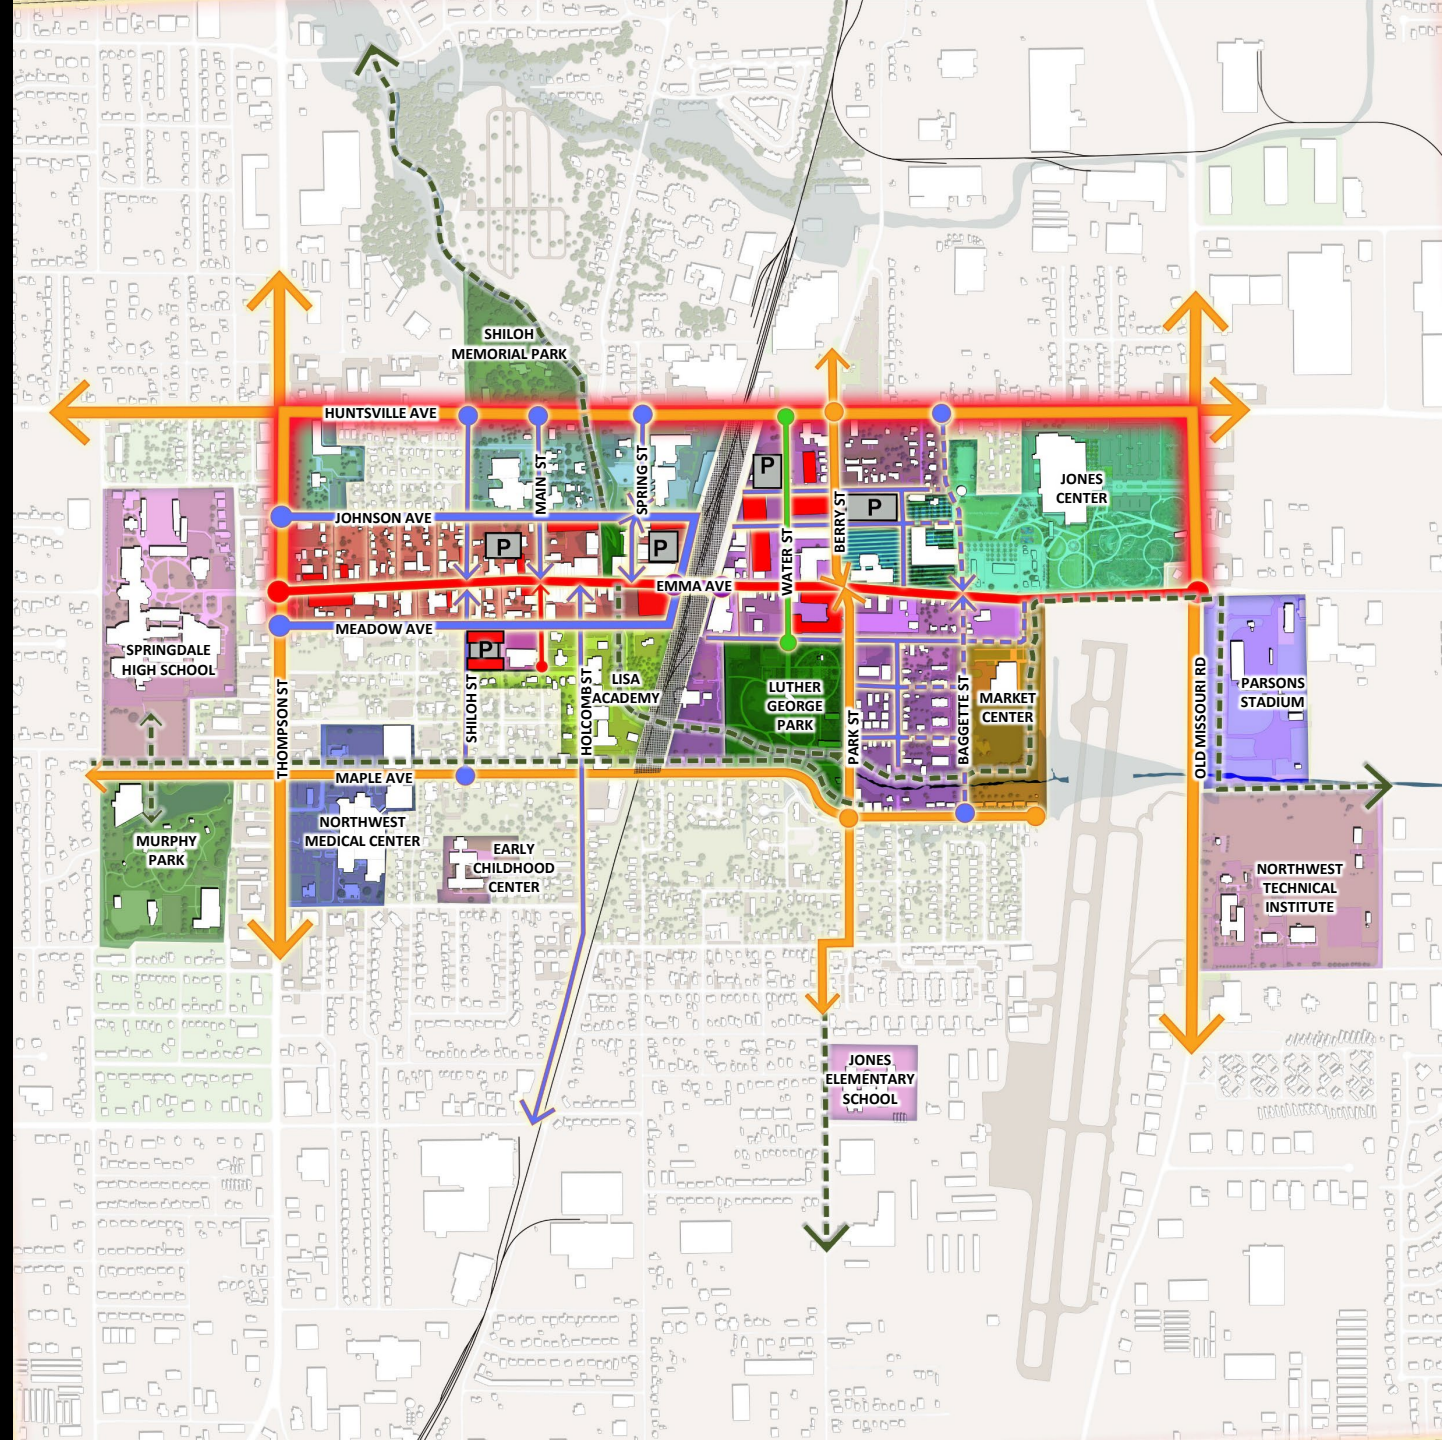 SHILOH
MEMORIAL PARK
HUNTSVILLE AVE
MAIN ST
SPRING ST
P
JONES
CENTER
BERRY ST
P
JOHNSON AVE
P
P
WATER ST
EMMA AVE
MEADOW AVE
SPRINGDALE
HIGH SCHOOL
P
LISA
ACADEMY
LUTHER
GEORGE
PARK
MARKET
CENTER
PARSONS
STADIUM
THOMPSON ST
SHILOH ST
HOLCOMB ST
PARK ST
BAGGETTE ST
OLD MISSOURI RD
MAPLE AVE
NORTHWEST
MEDICAL CENTER
MURPHY
PARK
EARLY
CHILDHOOD
CENTER
NORTHWEST
TECHNICAL
INSTITUTE
JONES
ELEMENTARY
SCHOOL